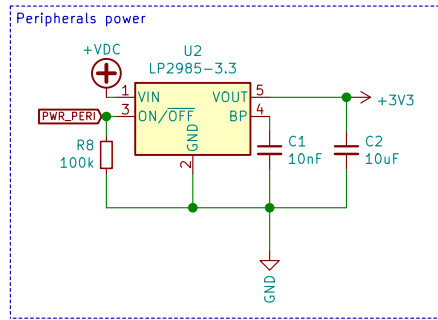 Peripherals power
+VDC
U2
LP2985-3.3
1 VIN VOUT 5
+3V3
PWR_PERI 3 ON/OFF BP 4
GND
2
R8
100k
C1
10nF
C2
10uF
GND